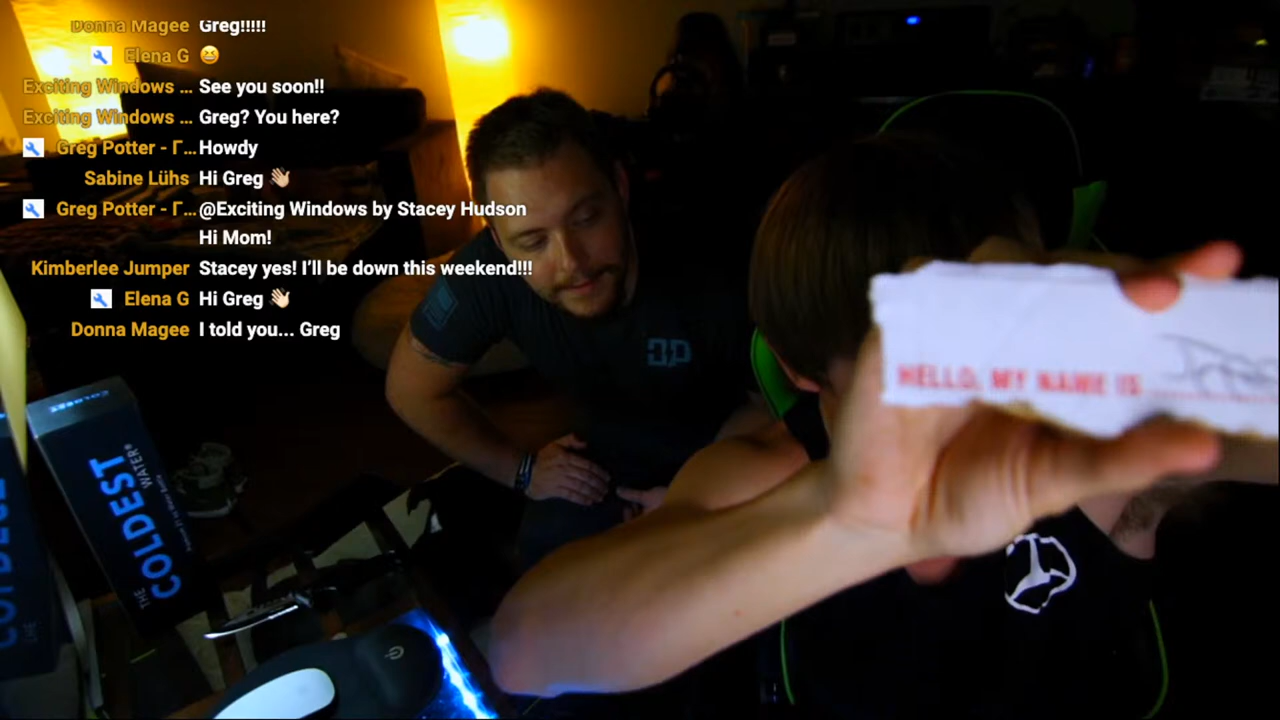 Donna Magee Greg!!!!!
Elena G 😆
Exciting Windows ... See you soon!!
Exciting Windows ... Greg? You here?
Greg Potter - Γ... Howdy
Sabine Lühs Hi Greg 👋🏻
Greg Potter - Γ... @Exciting Windows by Stacey Hudson
Hi Mom!
Kimberlee Jumper Stacey yes! I'll be down this weekend!!!
Elena G Hi Greg 👋🏻
Donna Magee I told you... Greg
HELLO, MY NAME IS
COLDEST
THE COLDEST WATER